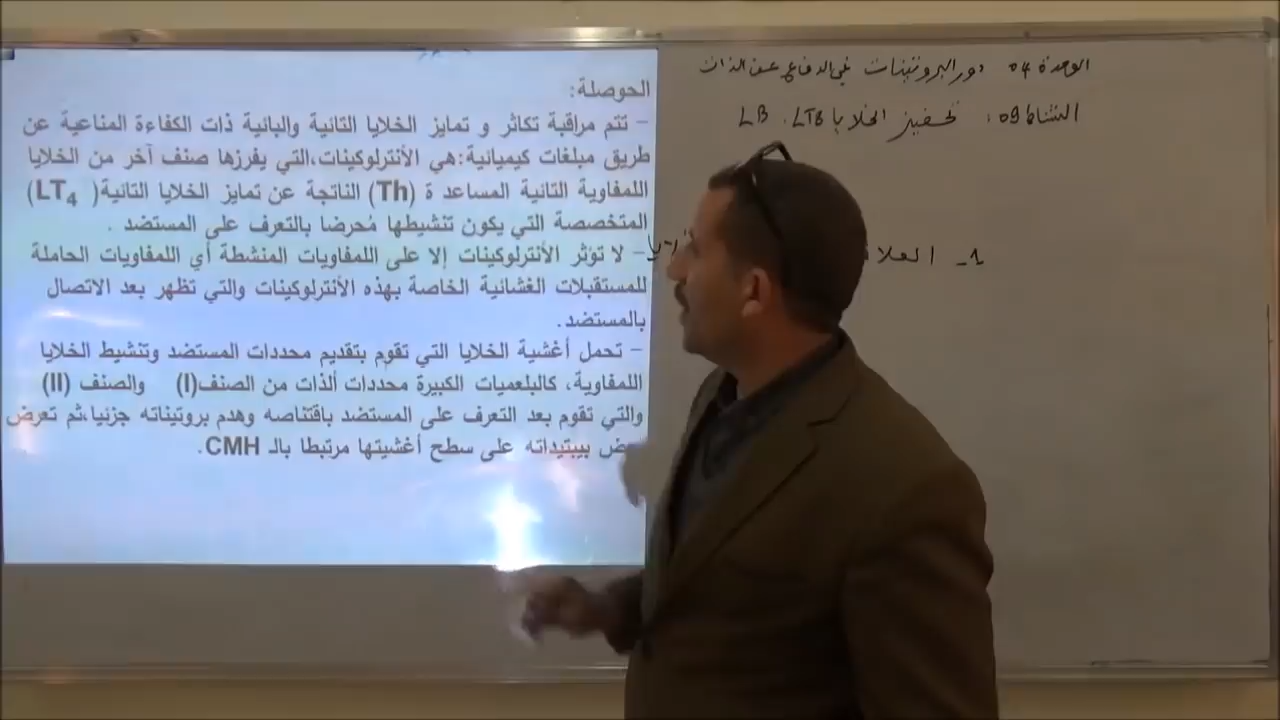 الوحدة 04 دور البروتينات في الدفاع عن الذات
النشاط 09: تحفيز الخلايا LB، LT8
1- العلا
الحوصلة:
– تتم مراقبة تكاثر و تمايز الخلايا التائية والبائية ذات الكفاءة المناعية عن
طريق مبلغات كيميائية:هي الأنترلوكينات،التي يفرزها صنف آخر من الخلايا
اللمفاوية التائية المساعد ة (Th) الناتجة عن تمايز الخلايا التائية( LT4)
المتخصصة التي يكون تنشيطها مُحرضا بالتعرف على المستضد .
– لا تؤثر الأنترلوكينات إلا على اللمفاويات المنشطة أي اللمفاويات الحاملة
للمستقبلات الغشائية الخاصة بهذه الأنترلوكينات والتي تظهر بعد الاتصال
بالمستضد.
– تحمل أغشية الخلايا التي تقوم بتقديم محددات المستضد وتنشيط الخلايا
اللمفاوية، كالبلعميات الكبيرة محددات ألذات من الصنف(I) والصنف (II)
والتي تقوم بعد التعرف على المستضد باقتناصه وهدم بروتيناته جزئيا،ثم تعرض
بيبتيداته على سطح أغشيتها مرتبطا بالـ CMH.